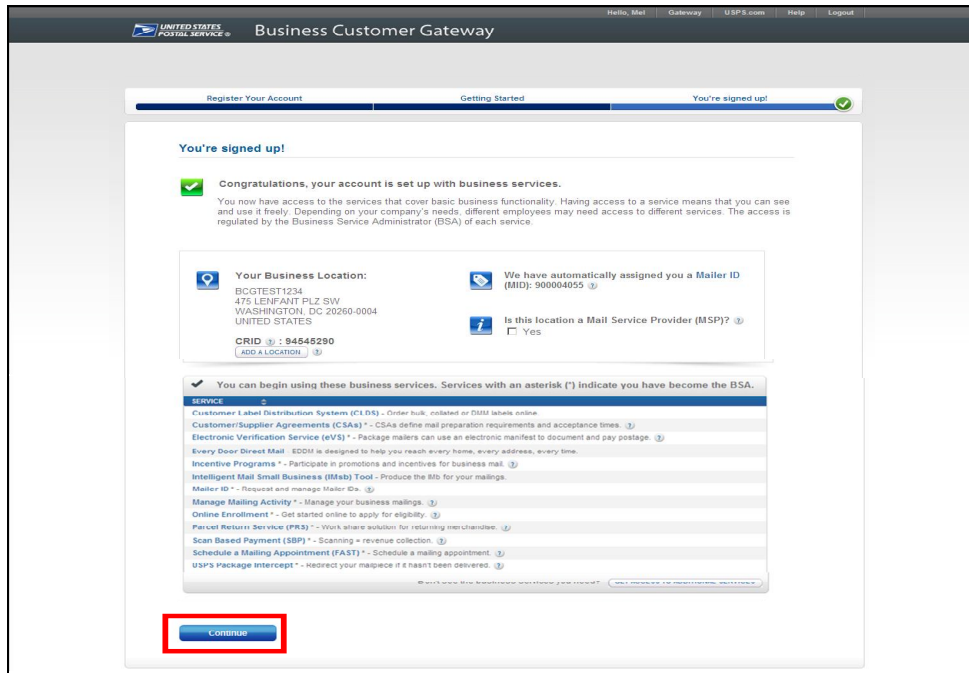 Hello, Mel Gateway USPS.com Help Logout
UNITED STATES
POSTAL SERVICE ® Business Customer Gateway
Register Your Account Getting Started You're signed up!
You're signed up!
Congratulations, your account is set up with business services.
You now have access to the services that cover basic business functionality. Having access to a service means that you can see
and use it freely. Depending on your company's needs, different employees may need access to different services. The access is
regulated by the Business Service Administrator (BSA) of each service.
Your Business Location:
BCGTEST1234
475 LENFANT PLZ SW
WASHINGTON, DC 20260-0004
UNITED STATES
CRID ? : 94545290
ADD A LOCATION ?
We have automatically assigned you a Mailer ID
(MID): 900004055 ?
Is this location a Mail Service Provider (MSP)? ?
Yes
You can begin using these business services. Services with an asterisk (*) indicate you have become the BSA.
SERVICE
Customer Label Distribution System (CLDS) - Order bulk, collated or DMM labels online.
Customer/Supplier Agreements (CSAs) * - CSAs define mail preparation requirements and acceptance times. ?
Electronic Verification Service (eVS) * - Package mailers can use an electronic manifest to document and pay postage. ?
Every Door Direct Mail - EDDM is designed to help you reach every home, every address, every time.
Incentive Programs * - Participate in promotions and incentives for business mail. ?
Intelligent Mail Small Business (IMsb) Tool - Produce the IMb for your mailings.
Mailer ID * - Request and manage Mailer IDs. ?
Manage Mailing Activity * - Manage your business mailings. ?
Online Enrollment * - Get started online to apply for eligibility. ?
Parcel Return Service (PRS) * - Work share solution for returning merchandise. ?
Scan Based Payment (SBP) * - Scanning = revenue collection. ?
Schedule a Mailing Appointment (FAST) * - Schedule a mailing appointment. ?
USPS Package Intercept * - Redirect your mailpiece if it hasn't been delivered. ?
Don't see the business services you need? GET ACCESS TO ADDITIONAL SERVICES
Continue